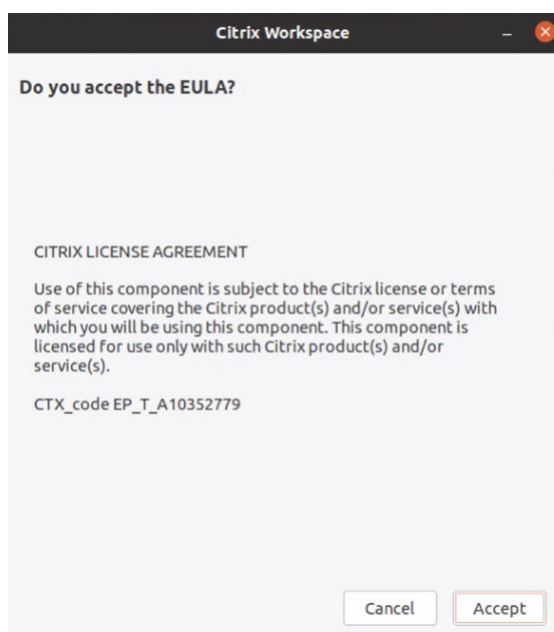 Citrix Workspace
Do you accept the EULA?
CITRIX LICENSE AGREEMENT
Use of this component is subject to the Citrix license or terms
of service covering the Citrix product(s) and/or service(s) with
which you will be using this component. This component is
licensed for use only with such Citrix product(s) and/or
service(s).
CTX_code EP_T_A10352779
Cancel
Accept